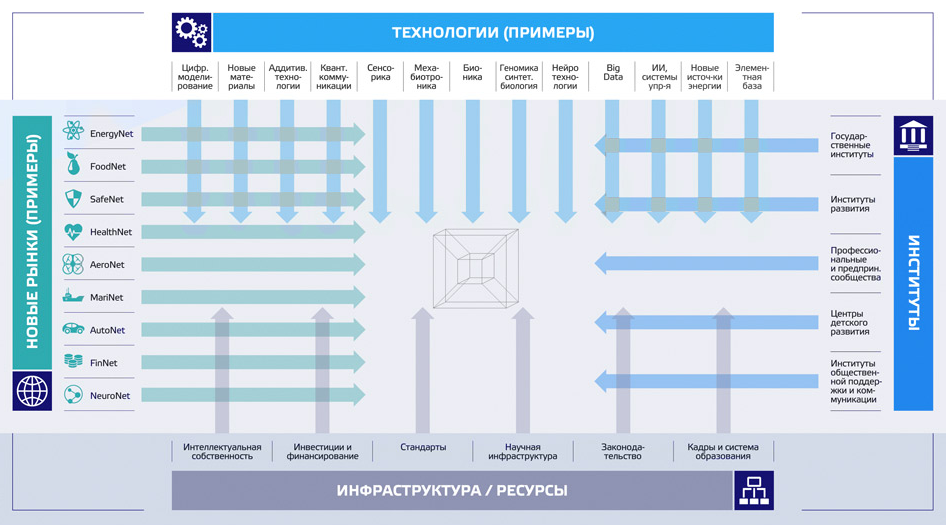 ТЕХНОЛОГИИ (ПРИМЕРЫ)
Цифр.
модели-
рование
Новые
мате-
риалы
Аддитив.
техно-
логии
Квант.
комму-
никации
Сенсо-
рика
Меха-
биотро-
ника
Био-
ника
Геномика
синтет.
биология
Нейро
техно-
логии
Big
Data
ИИ,
системы
упр-я
Новые
источ-ки
энергии
Элемен-
тная
база
НОВЫЕ РЫНКИ (ПРИМЕРЫ)
EnergyNet
FoodNet
SafeNet
HealthNet
AeroNet
MariNet
AutoNet
FinNet
NeuroNet
Государ-
ственные
институты
Институты
развития
Профессио-
нальные
и предприн.
сообщества
Центры
детского
развития
Институты
обществен-
ной поддер-
жки и ком-
муникации
ИНСТИТУТЫ
Интеллектуальная
собственность
Инвестиции и
финансирование
Стандарты
Научная
инфраструктура
Законода-
тельство
Кадры и система
образования
ИНФРАСТРУКТУРА / РЕСУРСЫ